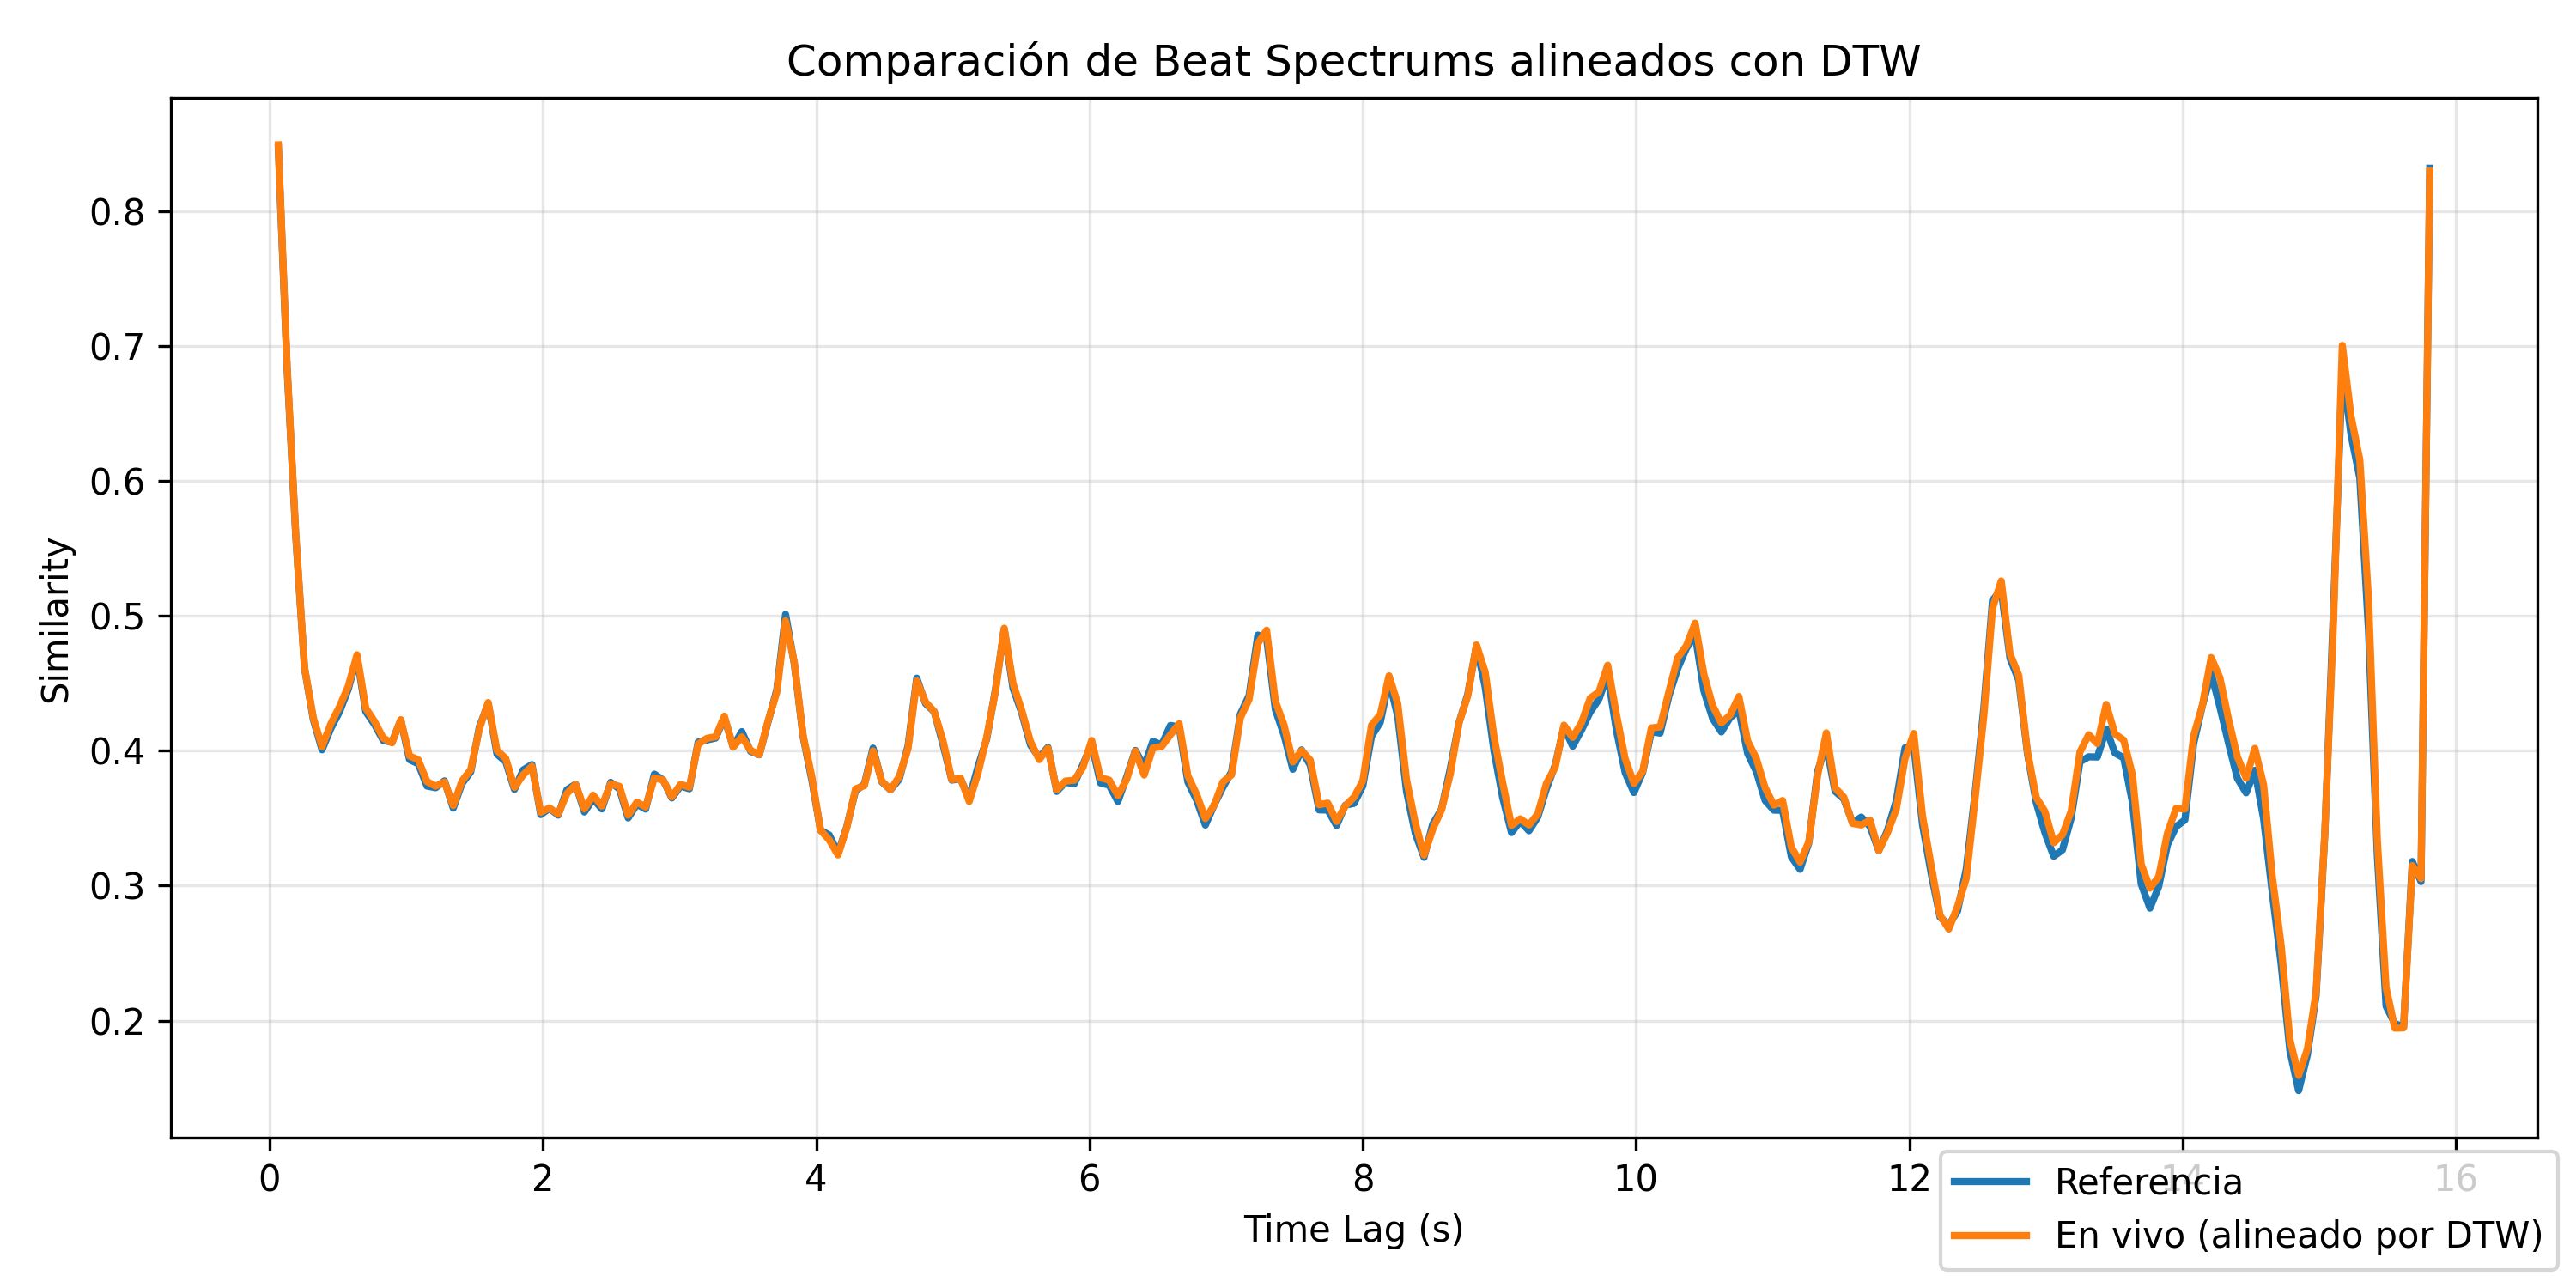 Comparación de Beat Spectrums alineados con DTW
Similarity
0.8
0.7
0.6
0.5
0.4
0.3
0.2
0 2 4 6 8 10 12 14 16
Time Lag (s)
Referencia
En vivo (alineado por DTW)